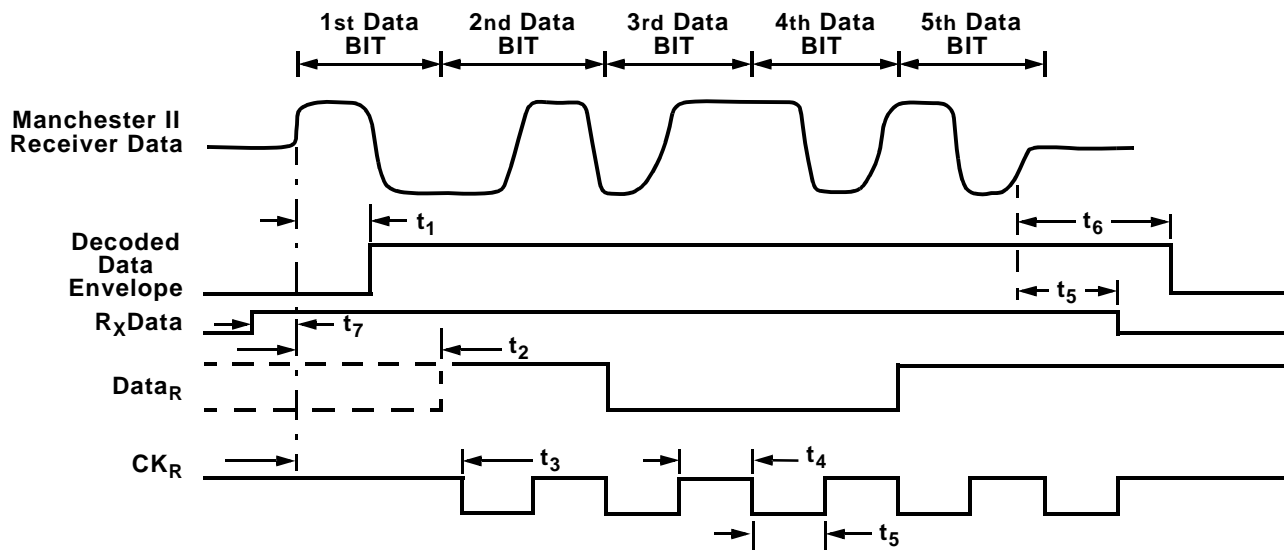 1st Data BIT
2nd Data BIT
3rd Data BIT
4th Data BIT
5th Data BIT
Manchester II
Receiver Data
t1
t6
Decoded
Data
Envelope
t5
RXData
t7
t2
DataR
CKR
t3
t4
t5